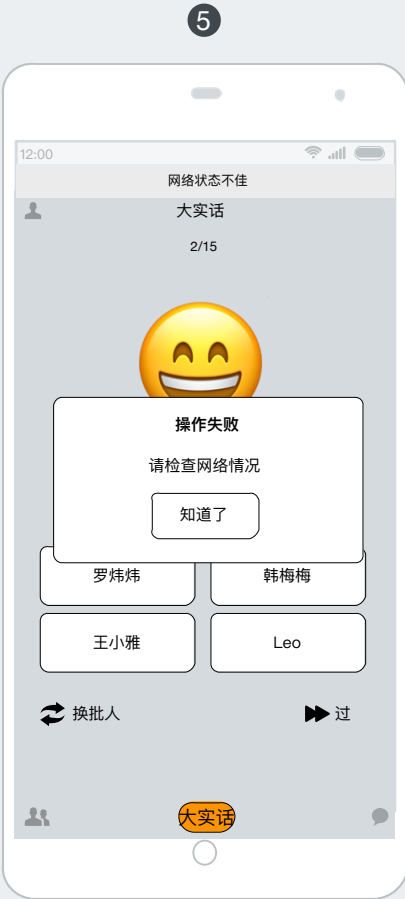 5
12:00
网络状态不佳
大实话
2/15
操作失败
请检查网络情况
知道了
罗炜炜 韩梅梅
王小雅 Leo
换批人 过
大实话